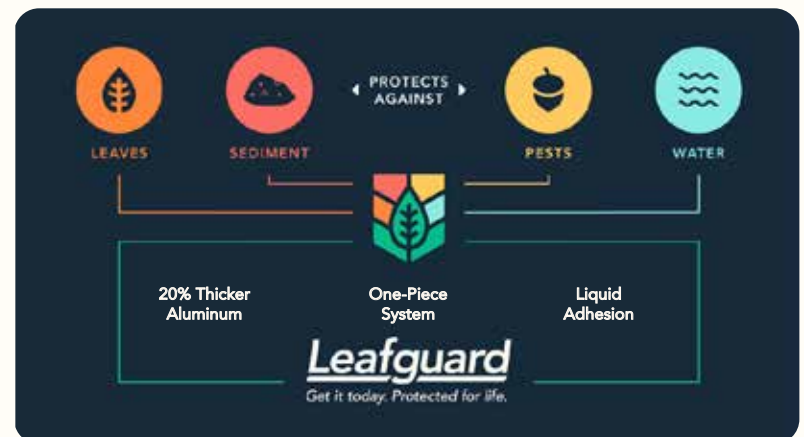 PROTECTS
AGAINST
LEAVES
SEDIMENT
PESTS
WATER
20% Thicker
Aluminum
One-Piece
System
Liquid
Adhesion
Leafguard
Get it today. Protected for life.